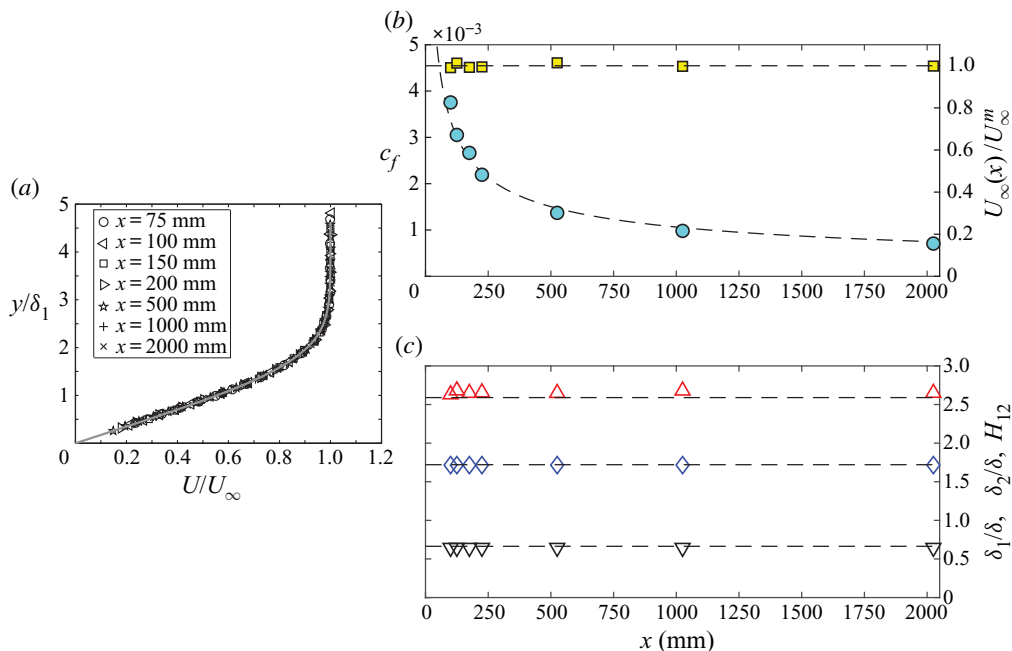 (a)
5
4
3
2
1
y/δ₁
x = 75 mm
x = 100 mm
x = 150 mm
x = 200 mm
x = 500 mm
x = 1000 mm
x = 2000 mm
0 0.2 0.4 0.6 0.8 1.0 1.2
U/U∞
(b)
×10⁻³
5
4
3
2
1
c_f
1.0
0.8
0.6
0.4
0.2
0
U∞(x)/U∞ᵐ
0 250 500 750 1000 1250 1500 1750 2000
(c)
3.0
2.5
2.0
1.5
1.0
0.5
0
δ₁/δ, δ₂/δ, H₁₂
0 250 500 750 1000 1250 1500 1750 2000
x (mm)